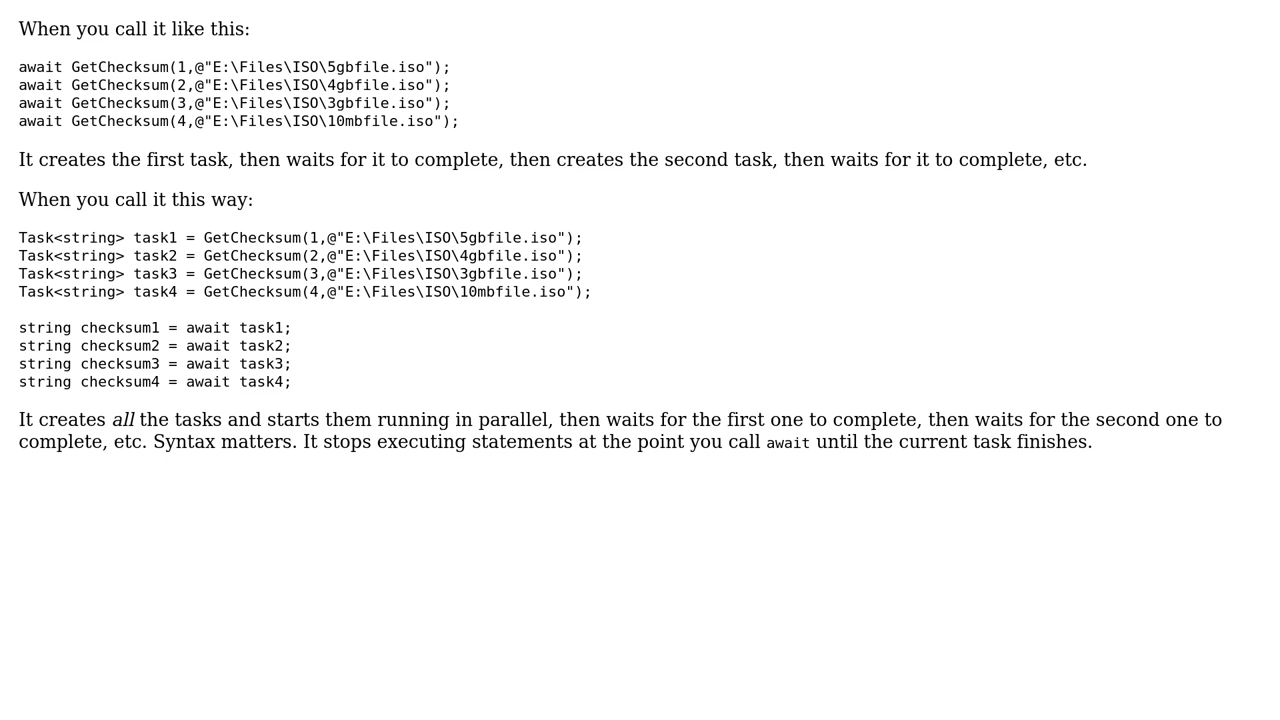 When you call it like this:
await GetChecksum(1,@"E:\Files\ISO\5gbfile.iso");
await GetChecksum(2,@"E:\Files\ISO\4gbfile.iso");
await GetChecksum(3,@"E:\Files\ISO\3gbfile.iso");
await GetChecksum(4,@"E:\Files\ISO\10mbfile.iso");
It creates the first task, then waits for it to complete, then creates the second task, then waits for it to complete, etc.
When you call it this way:
Task<string> task1 = GetChecksum(1,@"E:\Files\ISO\5gbfile.iso");
Task<string> task2 = GetChecksum(2,@"E:\Files\ISO\4gbfile.iso");
Task<string> task3 = GetChecksum(3,@"E:\Files\ISO\3gbfile.iso");
Task<string> task4 = GetChecksum(4,@"E:\Files\ISO\10mbfile.iso");
string checksum1 = await task1;
string checksum2 = await task2;
string checksum3 = await task3;
string checksum4 = await task4;
It creates all the tasks and starts them running in parallel, then waits for the first one to complete, then waits for the second one to
complete, etc. Syntax matters. It stops executing statements at the point you call await until the current task finishes.